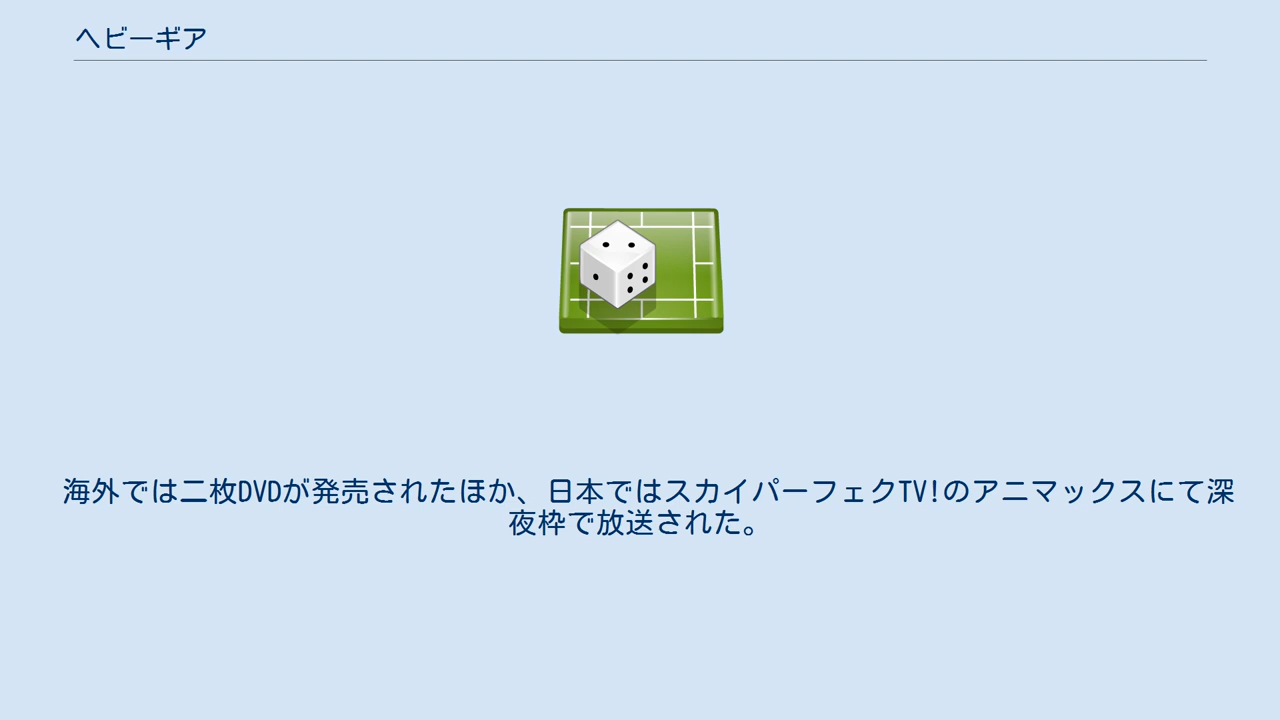 ヘビーギア
海外では二枚DVDが発売されたほか、日本ではスカイパーフェクTV!のアニマックスにて深
夜枠で放送された。